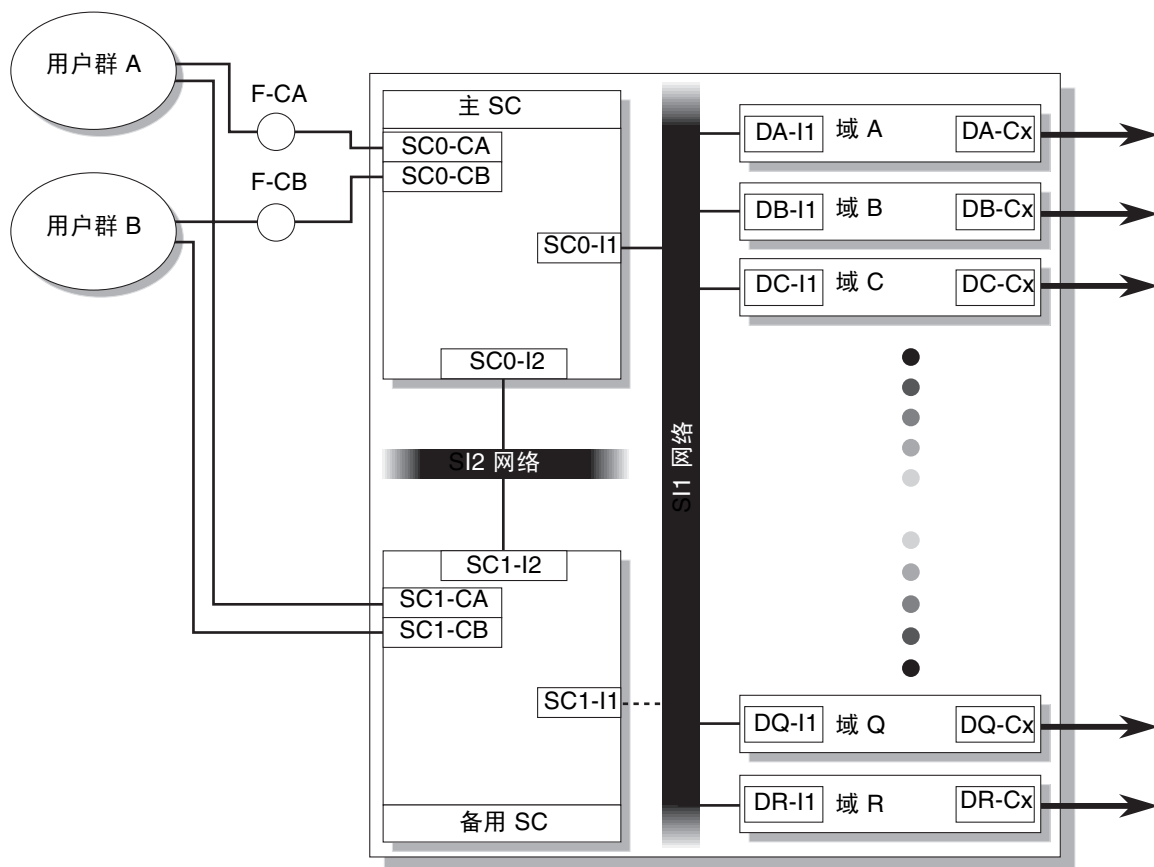 用户群 A
F-CA
用户群 B
F-CB
主 SC
SC0-CA
SC0-CB
SC0-I1
SC0-I2
SI2 网络
SC1-I2
SC1-CA
SC1-CB
SC1-I1
备用 SC
SI1 网络
DA-I1 域 A DA-Cx
DB-I1 域 B DB-Cx
DC-I1 域 C DC-Cx
DQ-I1 域 Q DQ-Cx
DR-I1 域 R DR-Cx